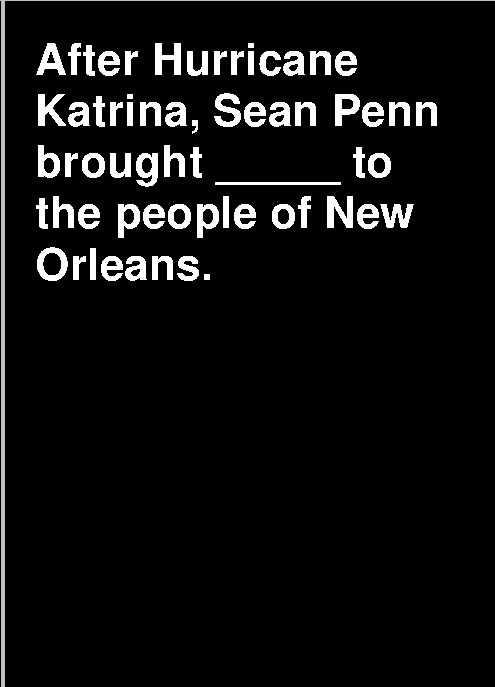 After Hurricane
Katrina, Sean Penn
brought _____ to
the people of New
Orleans.